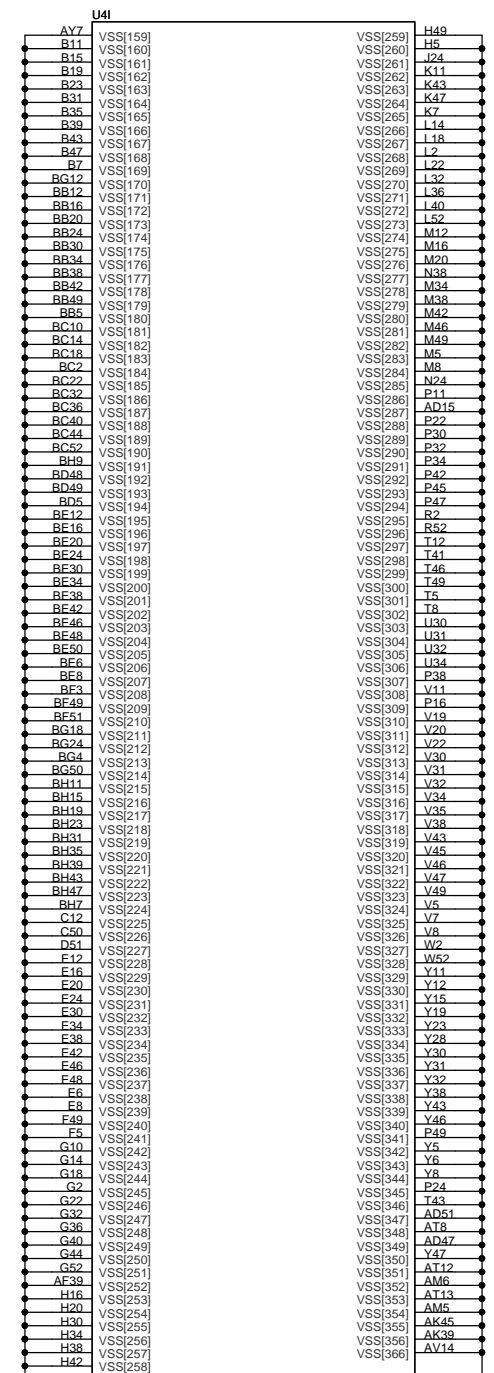 U4I
AY7 VSS[159]
B11 VSS[160]
B15 VSS[161]
B19 VSS[162]
B23 VSS[163]
B31 VSS[164]
B35 VSS[165]
B39 VSS[166]
B43 VSS[167]
B47 VSS[168]
B7 VSS[169]
BG12 VSS[170]
BB12 VSS[171]
BB16 VSS[172]
BB20 VSS[173]
BB24 VSS[174]
BB30 VSS[175]
BB34 VSS[176]
BB38 VSS[177]
BB42 VSS[178]
BB49 VSS[179]
BB5 VSS[180]
BC10 VSS[181]
BC14 VSS[182]
BC18 VSS[183]
BC2 VSS[184]
BC22 VSS[185]
BC32 VSS[186]
BC36 VSS[187]
BC40 VSS[188]
BC44 VSS[189]
BC52 VSS[190]
BH9 VSS[191]
BD48 VSS[192]
BD49 VSS[193]
BD5 VSS[194]
BE12 VSS[195]
BE16 VSS[196]
BE20 VSS[197]
BE24 VSS[198]
BE30 VSS[199]
BE34 VSS[200]
BE38 VSS[201]
BE42 VSS[202]
BE46 VSS[203]
BE48 VSS[204]
BE50 VSS[205]
BE6 VSS[206]
BE8 VSS[207]
BF3 VSS[208]
BF49 VSS[209]
BF51 VSS[210]
BG18 VSS[211]
BG24 VSS[212]
BG4 VSS[213]
BG50 VSS[214]
BH11 VSS[215]
BH15 VSS[216]
BH19 VSS[217]
BH23 VSS[218]
BH31 VSS[219]
BH35 VSS[220]
BH39 VSS[221]
BH43 VSS[222]
BH47 VSS[223]
BH7 VSS[224]
C12 VSS[225]
C50 VSS[226]
D51 VSS[227]
E12 VSS[228]
E16 VSS[229]
E20 VSS[230]
E24 VSS[231]
E30 VSS[232]
E34 VSS[233]
E38 VSS[234]
E42 VSS[235]
E46 VSS[236]
E48 VSS[237]
E6 VSS[238]
E8 VSS[239]
F49 VSS[240]
F5 VSS[241]
G10 VSS[242]
G14 VSS[243]
G18 VSS[244]
G2 VSS[245]
G22 VSS[246]
G32 VSS[247]
G36 VSS[248]
G40 VSS[249]
G44 VSS[250]
G52 VSS[251]
AF39 VSS[252]
H16 VSS[253]
H20 VSS[254]
H30 VSS[255]
H34 VSS[256]
H38 VSS[257]
H42 VSS[258]
VSS[259] H49
VSS[260] H5
VSS[261] J24
VSS[262] K11
VSS[263] K43
VSS[264] K47
VSS[265] K7
VSS[266] L14
VSS[267] L18
VSS[268] L2
VSS[269] L22
VSS[270] L32
VSS[271] L36
VSS[272] L40
VSS[273] L52
VSS[274] M12
VSS[275] M16
VSS[276] M20
VSS[277] N38
VSS[278] M34
VSS[279] M38
VSS[280] M42
VSS[281] M46
VSS[282] M49
VSS[283] M5
VSS[284] M8
VSS[285] N24
VSS[286] P11
VSS[287] AD15
VSS[288] P22
VSS[289] P30
VSS[290] P32
VSS[291] P34
VSS[292] P42
VSS[293] P45
VSS[294] P47
VSS[295] R2
VSS[296] R52
VSS[297] T12
VSS[298] T41
VSS[299] T46
VSS[300] T49
VSS[301] T5
VSS[302] T8
VSS[303] U30
VSS[304] U31
VSS[305] U32
VSS[306] U34
VSS[307] P38
VSS[308] V11
VSS[309] P16
VSS[310] V19
VSS[311] V20
VSS[312] V22
VSS[313] V30
VSS[314] V31
VSS[315] V32
VSS[316] V34
VSS[317] V35
VSS[318] V38
VSS[319] V43
VSS[320] V45
VSS[321] V46
VSS[322] V47
VSS[323] V49
VSS[324] V5
VSS[325] V7
VSS[326] V8
VSS[327] W2
VSS[328] W52
VSS[329] Y11
VSS[330] Y12
VSS[331] Y15
VSS[332] Y19
VSS[333] Y23
VSS[334] Y28
VSS[335] Y30
VSS[336] Y31
VSS[337] Y32
VSS[338] Y38
VSS[339] Y43
VSS[340] Y46
VSS[341] P49
VSS[342] Y5
VSS[343] Y6
VSS[344] Y8
VSS[345] P24
VSS[346] T43
VSS[347] AD51
VSS[348] AT8
VSS[349] AD47
VSS[350] Y47
VSS[351] AT12
VSS[352] AM6
VSS[353] AT13
VSS[354] AM5
VSS[355] AK45
VSS[356] AK39
VSS[366] AV14